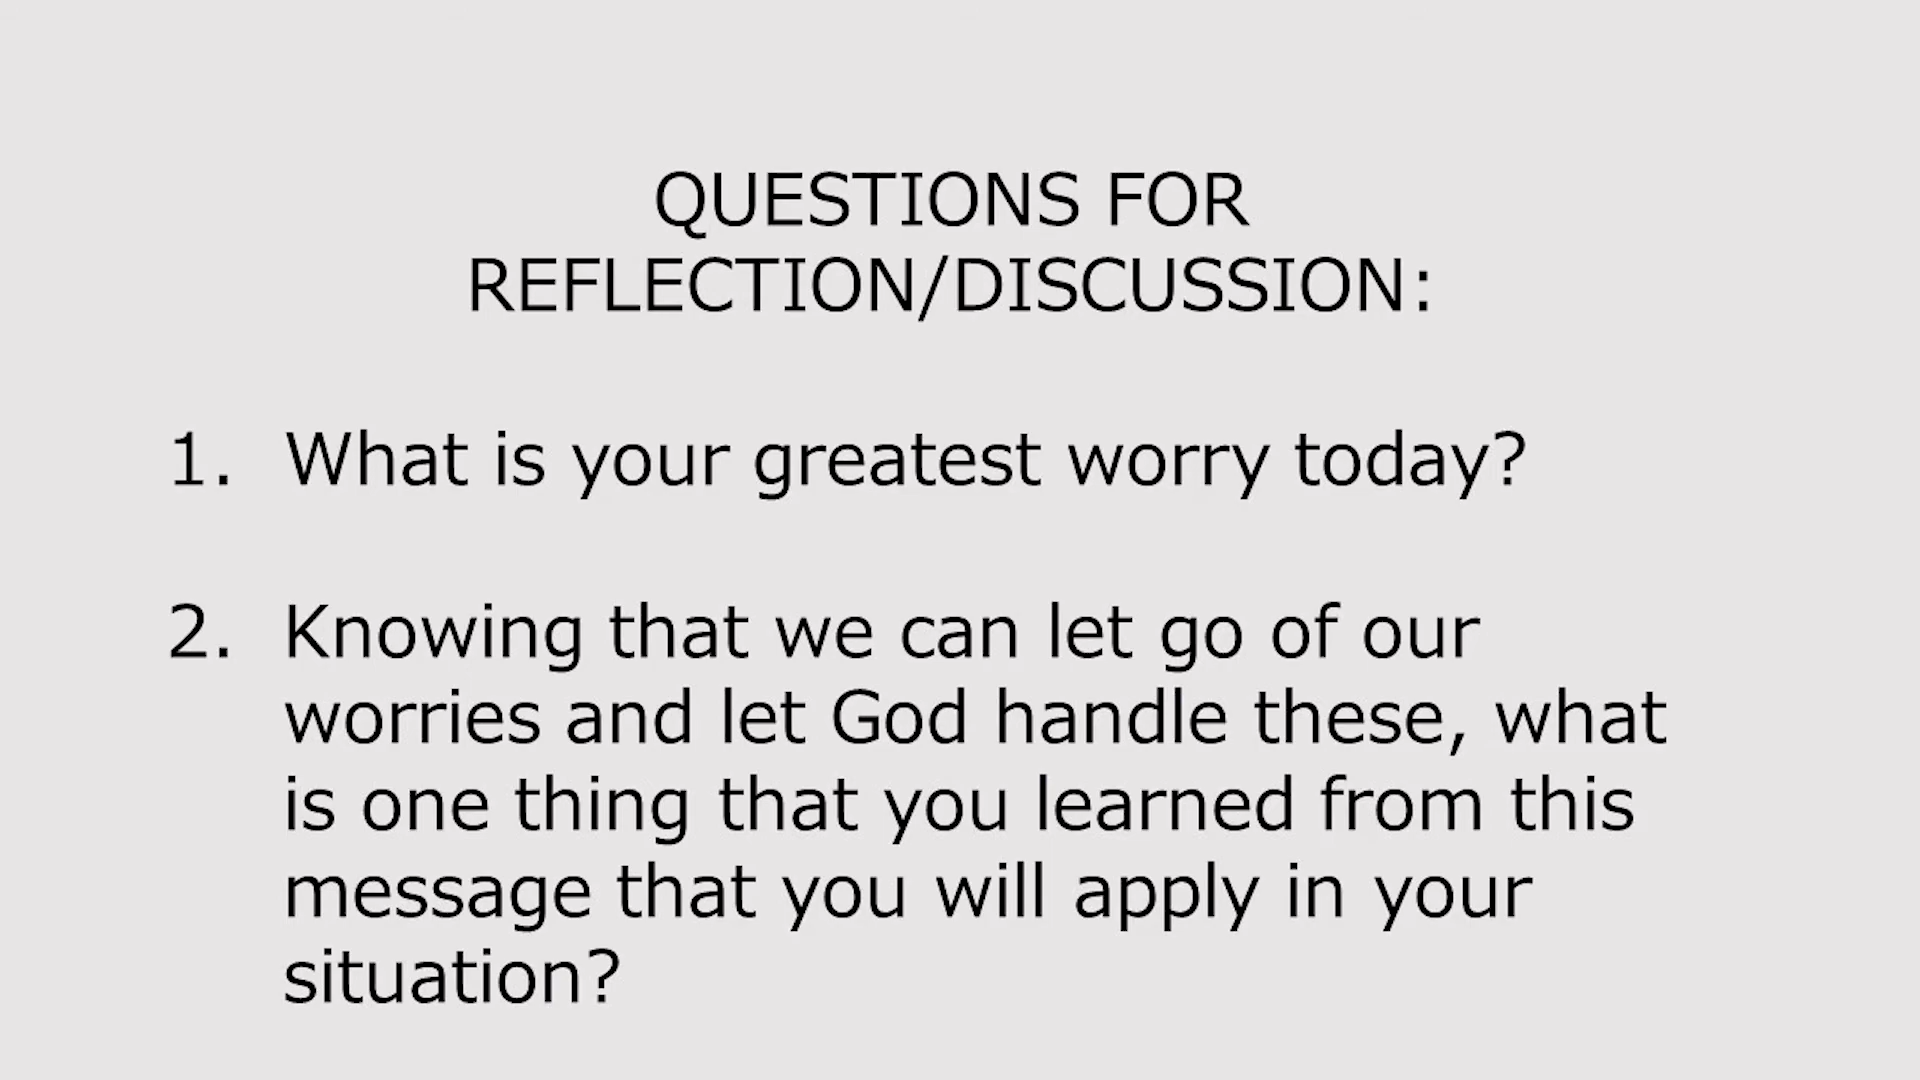 QUESTIONS FOR
REFLECTION/DISCUSSION:
1. What is your greatest worry today?
2. Knowing that we can let go of our
worries and let God handle these, what
is one thing that you learned from this
message that you will apply in your
situation?